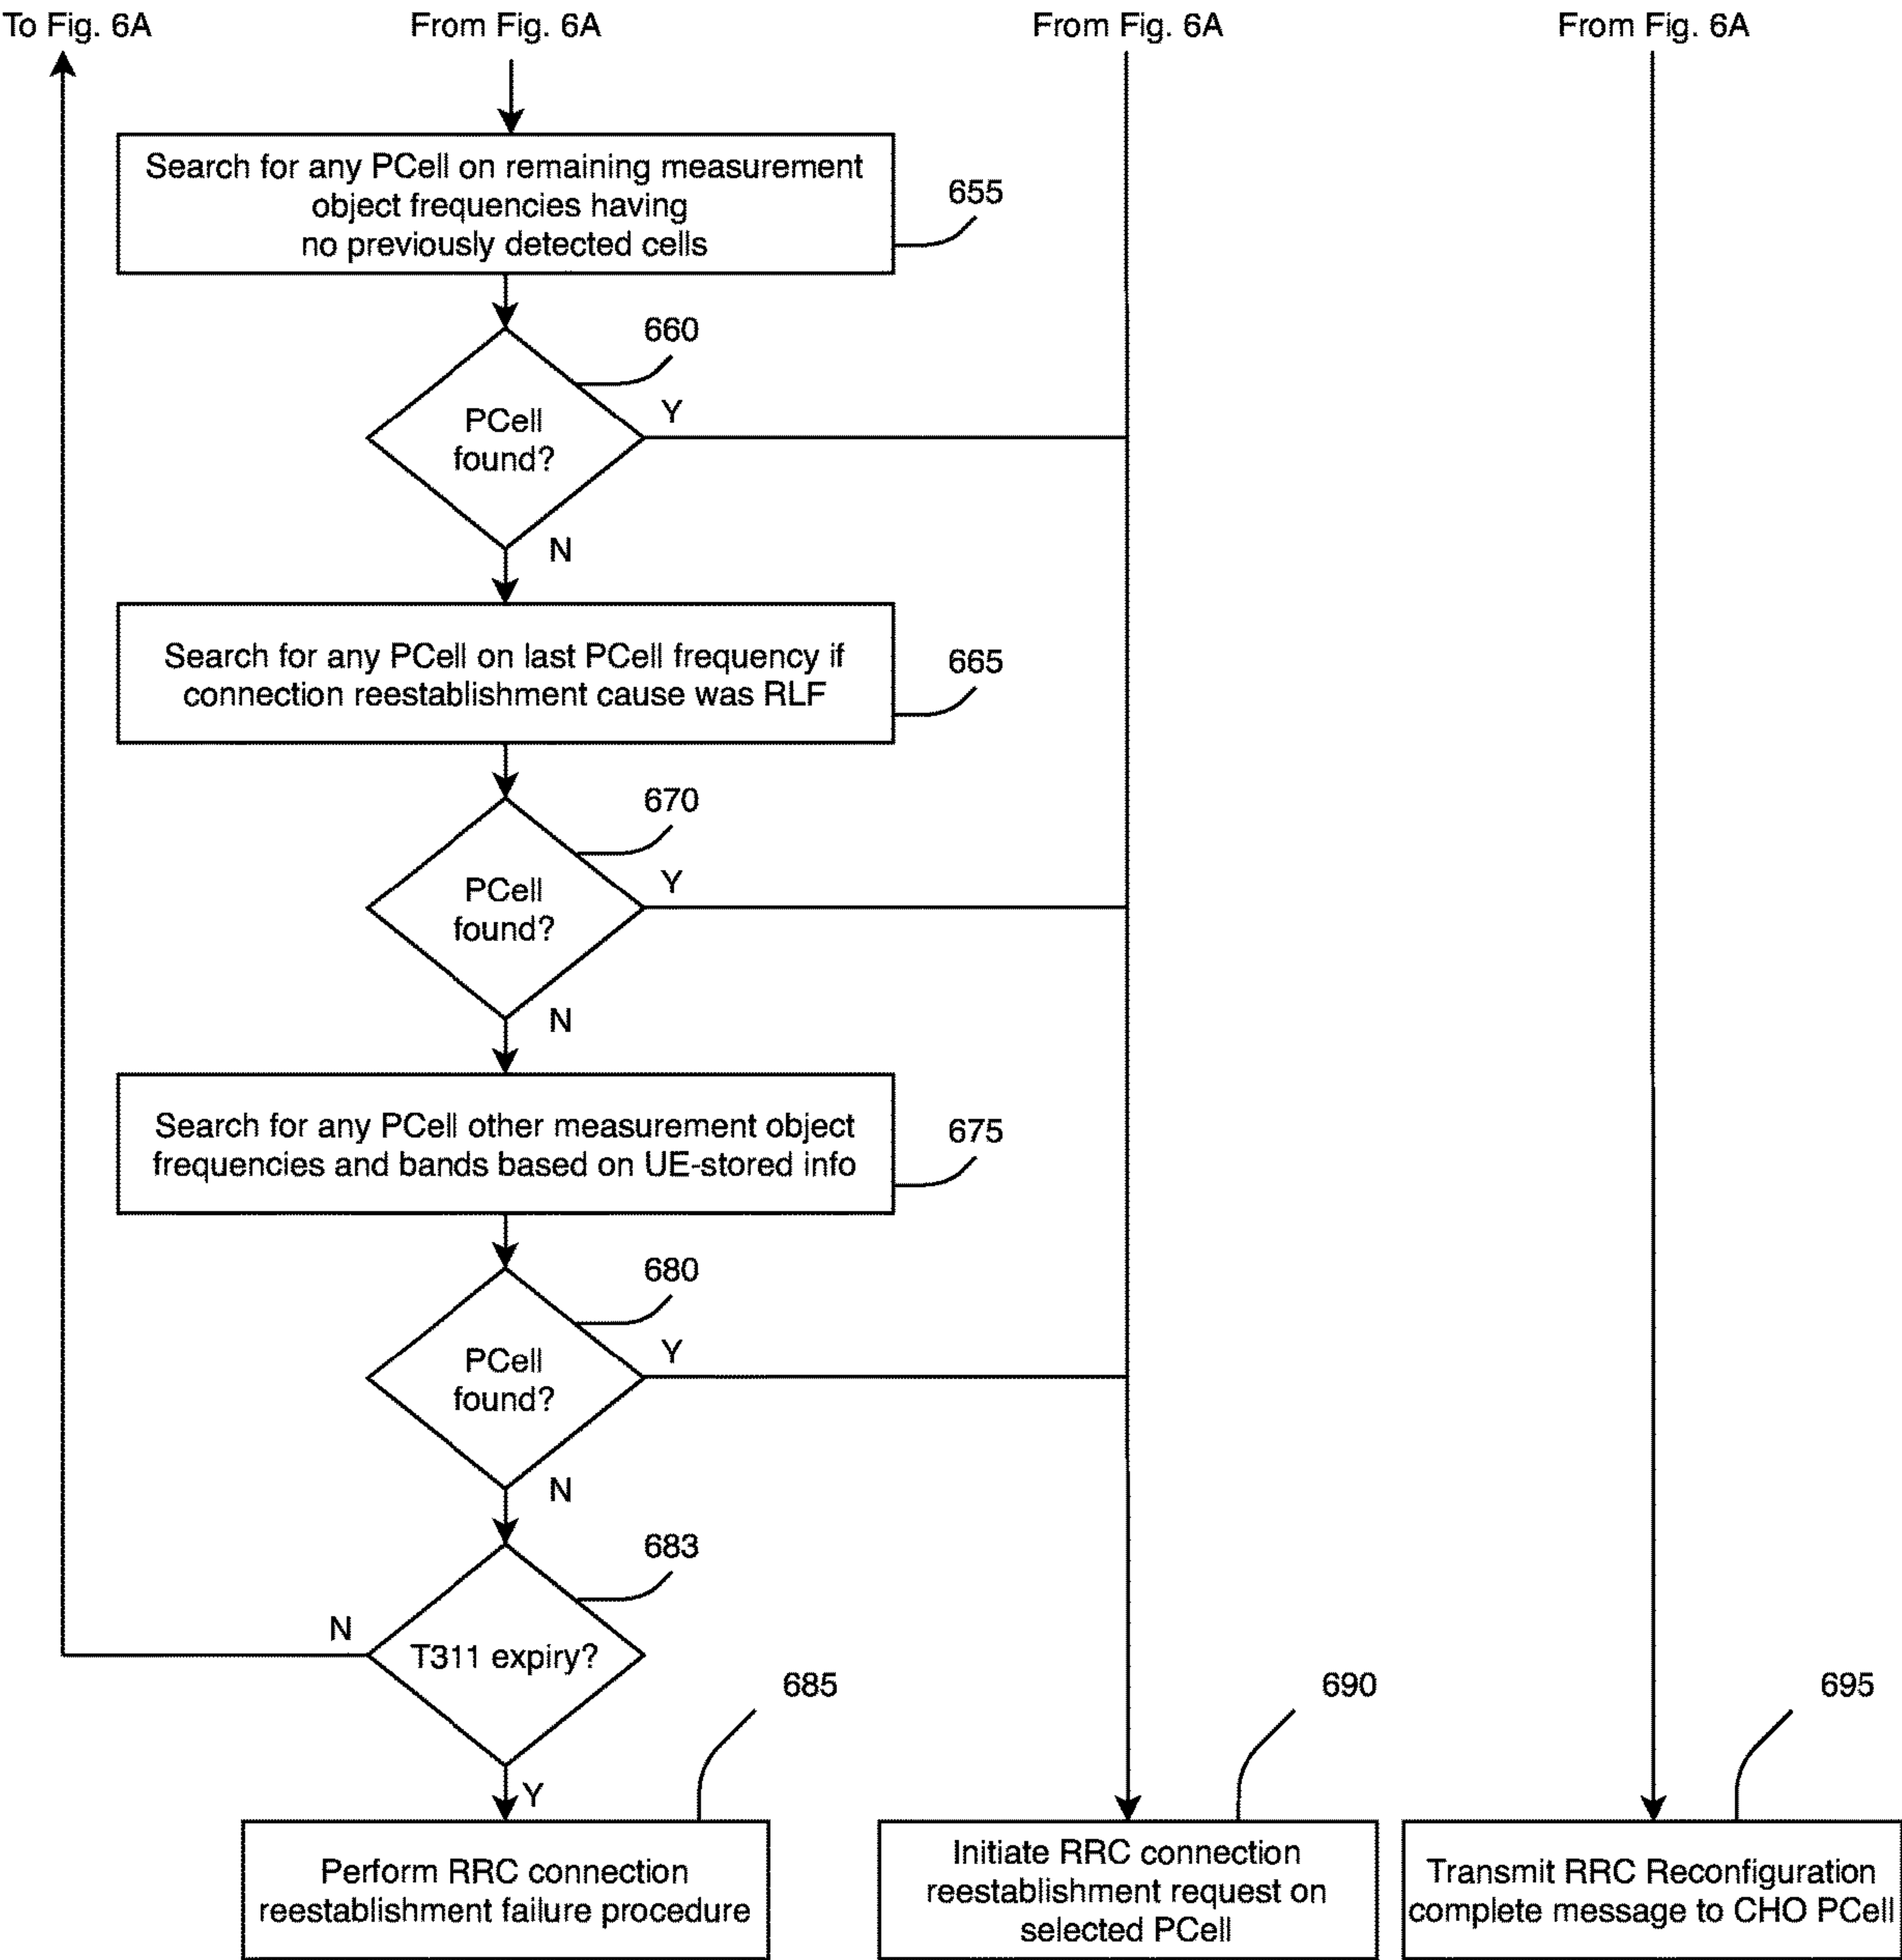 To Fig. 6A
From Fig. 6A
From Fig. 6A
From Fig. 6A
Search for any PCell on remaining measurement
object frequencies having
no previously detected cells
655
660
PCell
found?
Y
N
Search for any PCell on last PCell frequency if
connection reestablishment cause was RLF
665
670
PCell
found?
Y
N
Search for any PCell other measurement object
frequencies and bands based on UE-stored info
675
680
PCell
found?
Y
N
683
T311 expiry?
N
Y
685
690
695
Perform RRC connection
reestablishment failure procedure
Initiate RRC connection
reestablishment request on
selected PCell
Transmit RRC Reconfiguration
complete message to CHO PCell